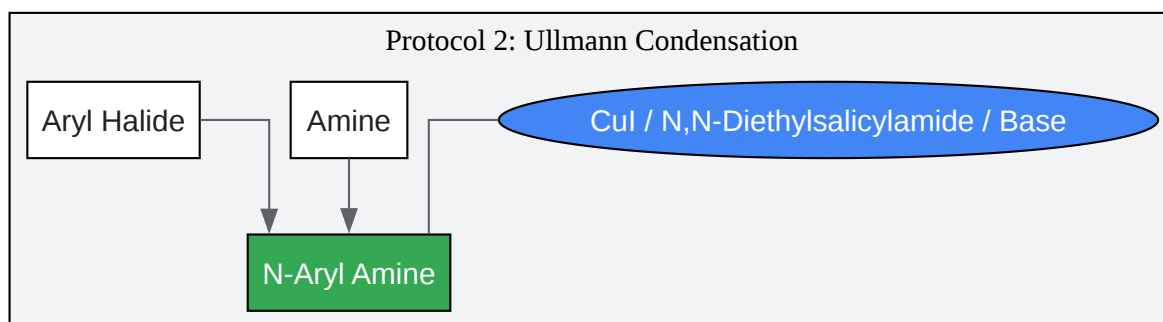 Protocol 2: Ullmann Condensation
Aryl Halide
Amine
CuI / N,N-Diethylsalicylamide / Base
N-Aryl Amine